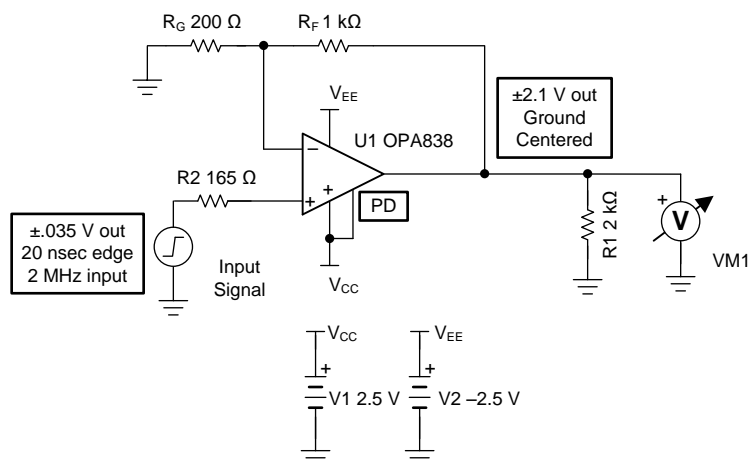 R_G 200 Ω
R_F 1 kΩ
V_EE
U1 OPA838
±2.1 V out
Ground
Centered
−
+
+
R2 165 Ω
PD
±.035 V out
20 nsec edge
2 MHz input
Input
Signal
V_CC
R1 2 kΩ
+
V
VM1
V_CC
V_EE
+
+
V1 2.5 V
V2 –2.5 V